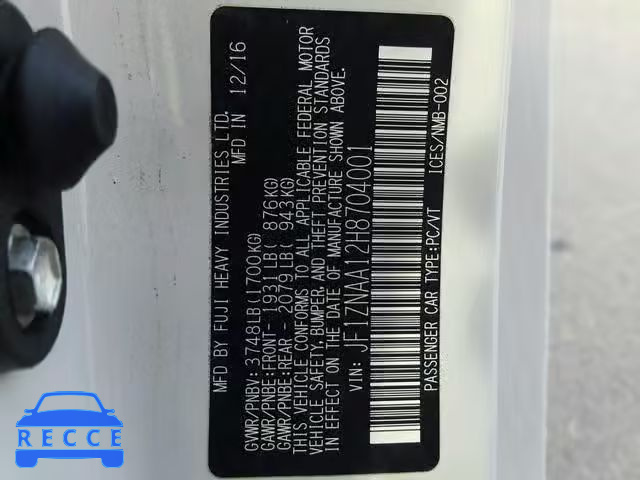 MFD BY FUJI HEAVY INDUSTRIES LTD.
MFD IN 12/16
GVWR/PNBV: 3748LB(1700KG)
GAWR/PNBE:FRONT- 1931LB( 876KG)
GAWR/PNBE:REAR - 2079LB( 943KG)
THIS VEHICLE CONFORMS TO ALL APPLICABLE FEDERAL MOTOR
VEHICLE SAFETY, BUMPER, AND THEFT PREVENTION STANDARDS
IN EFFECT ON THE DATE OF MANUFACTURE SHOWN ABOVE.
VIN: JF1ZNAA12H8704001
PASSENGER CAR TYPE:PC/VT ICES/NMB-002
RECCE